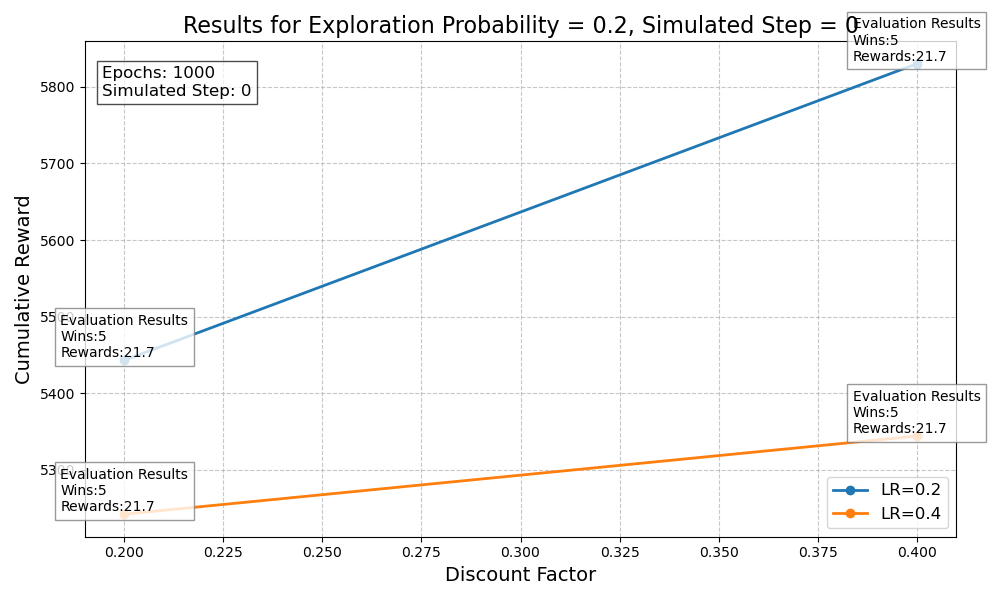 Results for Exploration Probability = 0.2, Simulated Step = 0
Evaluation Results
Wins:5
Rewards:21.7
Epochs: 1000
Simulated Step: 0
5800
5700
5600
5500
5400
5300
Cumulative Reward
Evaluation Results
Wins:5
Rewards:21.7
Evaluation Results
Wins:5
Rewards:21.7
Evaluation Results
Wins:5
Rewards:21.7
LR=0.2
LR=0.4
0.200
0.225
0.250
0.275
0.300
0.325
0.350
0.375
0.400
Discount Factor